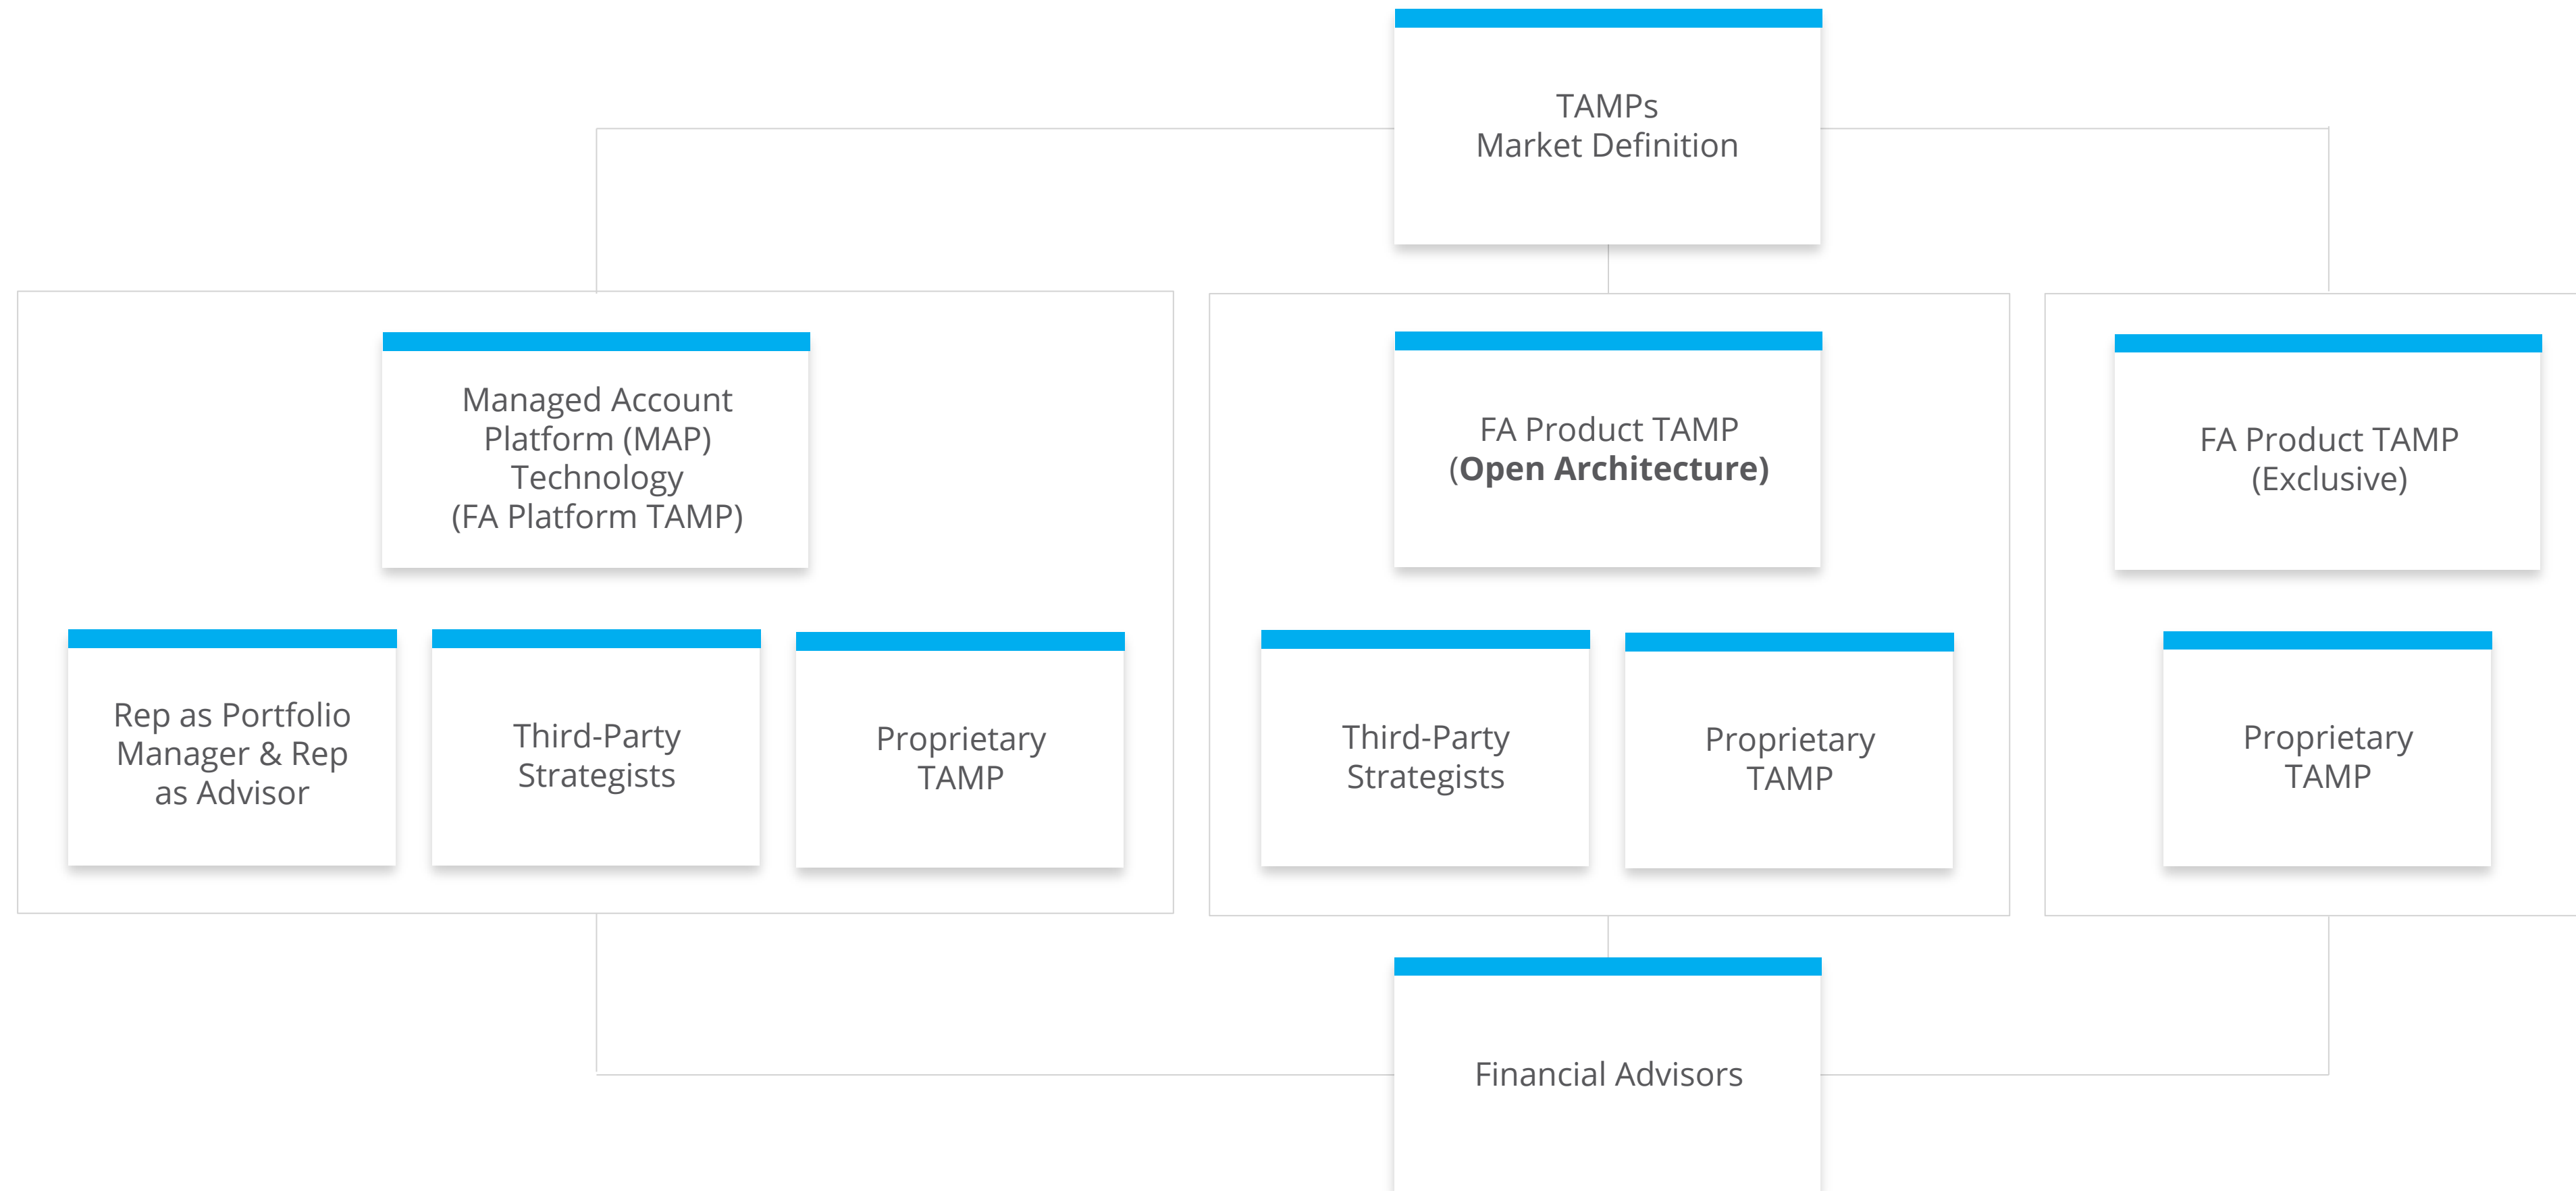 TAMPs
Market Definition
Managed Account
Platform (MAP)
Technology
(FA Platform TAMP)
FA Product TAMP
(Open Architecture)
FA Product TAMP
(Exclusive)
Rep as Portfolio
Manager & Rep
as Advisor
Third-Party
Strategists
Proprietary
TAMP
Third-Party
Strategists
Proprietary
TAMP
Proprietary
TAMP
Financial Advisors